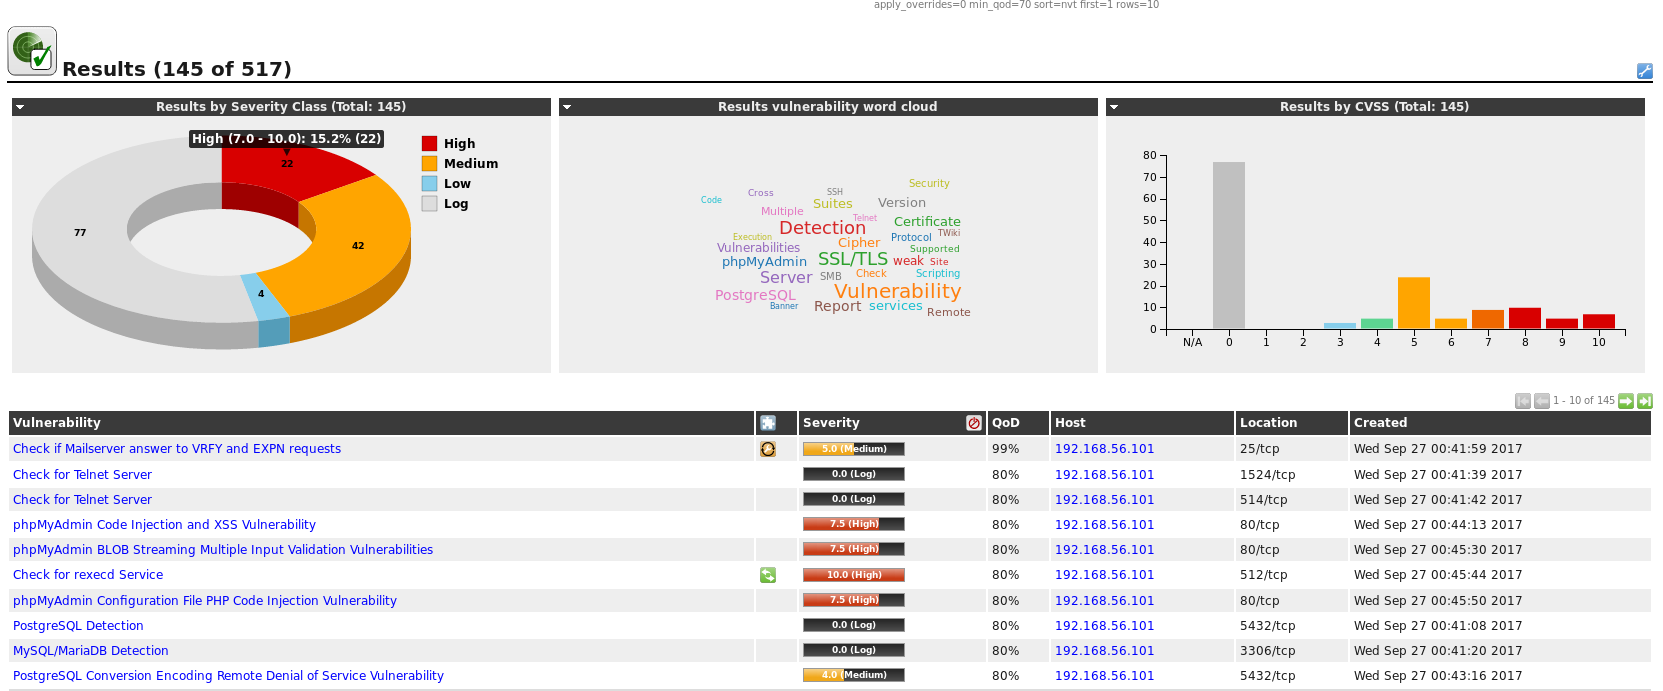 apply_overrides=0 min_qod=70 sort=nvt first=1 rows=10
Results (145 of 517)
Results by Severity Class (Total: 145)
High (7.0 - 10.0): 15.2% (22)
22
77
42
4
High
Medium
Low
Log
Results vulnerability word cloud
Security
Cross
SSH
Code
Suites
Version
Multiple
Telnet
Certificate
Detection
Execution
Protocol
TWiki
Vulnerabilities
Cipher
Supported
phpMyAdmin
SSL/TLS
weak
Site
Server
SMB
Check
Scripting
PostgreSQL
Vulnerability
Banner
Report
services
Remote
Results by CVSS (Total: 145)
80
70
60
50
40
30
20
10
0
N/A 0 1 2 3 4 5 6 7 8 9 10
1 - 10 of 145
Vulnerability Severity QoD Host Location Created
Check if Mailserver answer to VRFY and EXPN requests 5.0 (Medium) 99% 192.168.56.101 25/tcp Wed Sep 27 00:41:59 2017
Check for Telnet Server 0.0 (Log) 80% 192.168.56.101 1524/tcp Wed Sep 27 00:41:39 2017
Check for Telnet Server 0.0 (Log) 80% 192.168.56.101 514/tcp Wed Sep 27 00:41:42 2017
phpMyAdmin Code Injection and XSS Vulnerability 7.5 (High) 80% 192.168.56.101 80/tcp Wed Sep 27 00:44:13 2017
phpMyAdmin BLOB Streaming Multiple Input Validation Vulnerabilities 7.5 (High) 80% 192.168.56.101 80/tcp Wed Sep 27 00:45:30 2017
Check for rexecd Service 10.0 (High) 80% 192.168.56.101 512/tcp Wed Sep 27 00:45:44 2017
phpMyAdmin Configuration File PHP Code Injection Vulnerability 7.5 (High) 80% 192.168.56.101 80/tcp Wed Sep 27 00:45:50 2017
PostgreSQL Detection 0.0 (Log) 80% 192.168.56.101 5432/tcp Wed Sep 27 00:41:08 2017
MySQL/MariaDB Detection 0.0 (Log) 80% 192.168.56.101 3306/tcp Wed Sep 27 00:41:20 2017
PostgreSQL Conversion Encoding Remote Denial of Service Vulnerability 4.0 (Medium) 80% 192.168.56.101 5432/tcp Wed Sep 27 00:43:16 2017